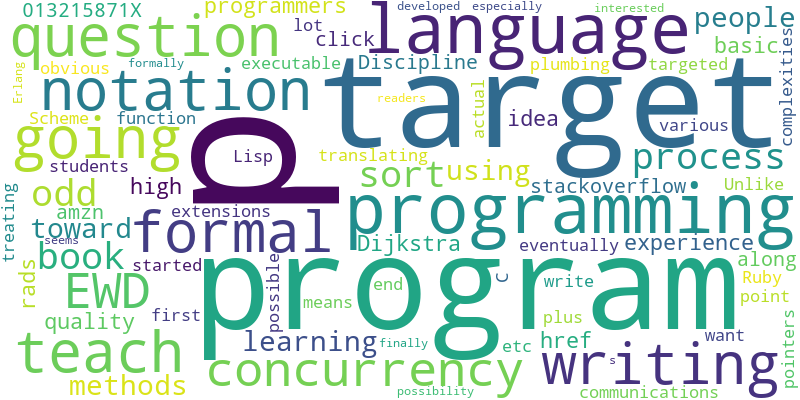 013215871X
programmers
lot
developed
especially
interested
people
question
language
click
basic
obvious
formally
executable
Discipline
plumbing
targeted
complexities
Erlang
notation
target
readers
actual
Scheme
function
idea
various
going
p
students
Lisp
translating
process
odd
high
sort
using
stackoverflow
Unlike
treating
amzn
extensions
programming
toward
formal
book
seems
started
possible
Dijkstra
eventually
experience
along
rads
EWD
program
means
end
C
write
Ruby
point
quality
first
plus
pointers
teach
learning
finally
etc
href
want
methods
concurrency
writing
s
possibility
communications